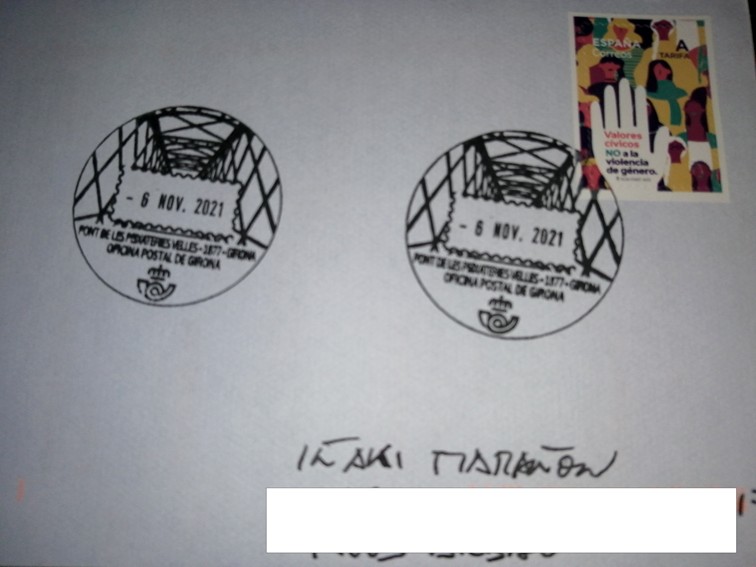 ESPAÑA A
Correos TARIFA
Valores
cívicos
NO a la
violencia
de género.
- 6 NOV. 2021
PONT DE LES PEIXATERIES VELLES - 1877 - GIRONA
OFICINA POSTAL DE GIRONA
- 6 NOV. 2021
PONT DE LES PEIXATERIES VELLES - 1877 - GIRONA
OFICINA POSTAL DE GIRONA
IÑAKI MARAÑON